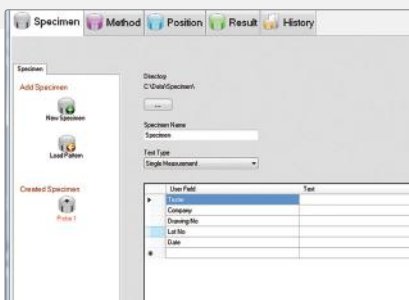 Specimen Method Position Result History
Specimen
Add Specimen
New Specimen
Load Pattern
Created Specimen
Probe 1
Directory
C:\Data\Specimen\
...
Specimen Name
Specimen
Test Type
Single Measurement
User Field Text
Tester
Company
Drawing No
Lot No
Date